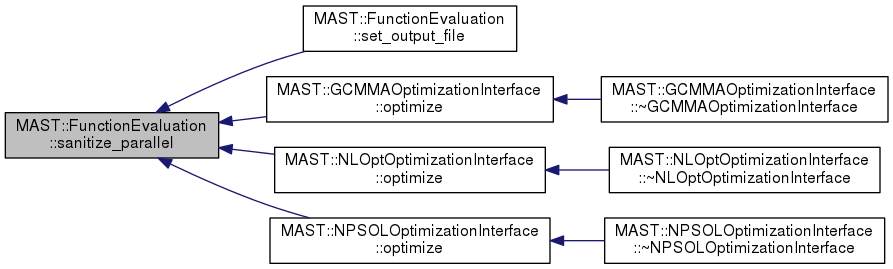 MAST::FunctionEvaluation
::sanitize_parallel
MAST::FunctionEvaluation
::set_output_file
MAST::GCMMAOptimizationInterface
::optimize
MAST::GCMMAOptimizationInterface
::~GCMMAOptimizationInterface
MAST::NLOptOptimizationInterface
::optimize
MAST::NLOptOptimizationInterface
::~NLOptOptimizationInterface
MAST::NPSOLOptimizationInterface
::optimize
MAST::NPSOLOptimizationInterface
::~NPSOLOptimizationInterface